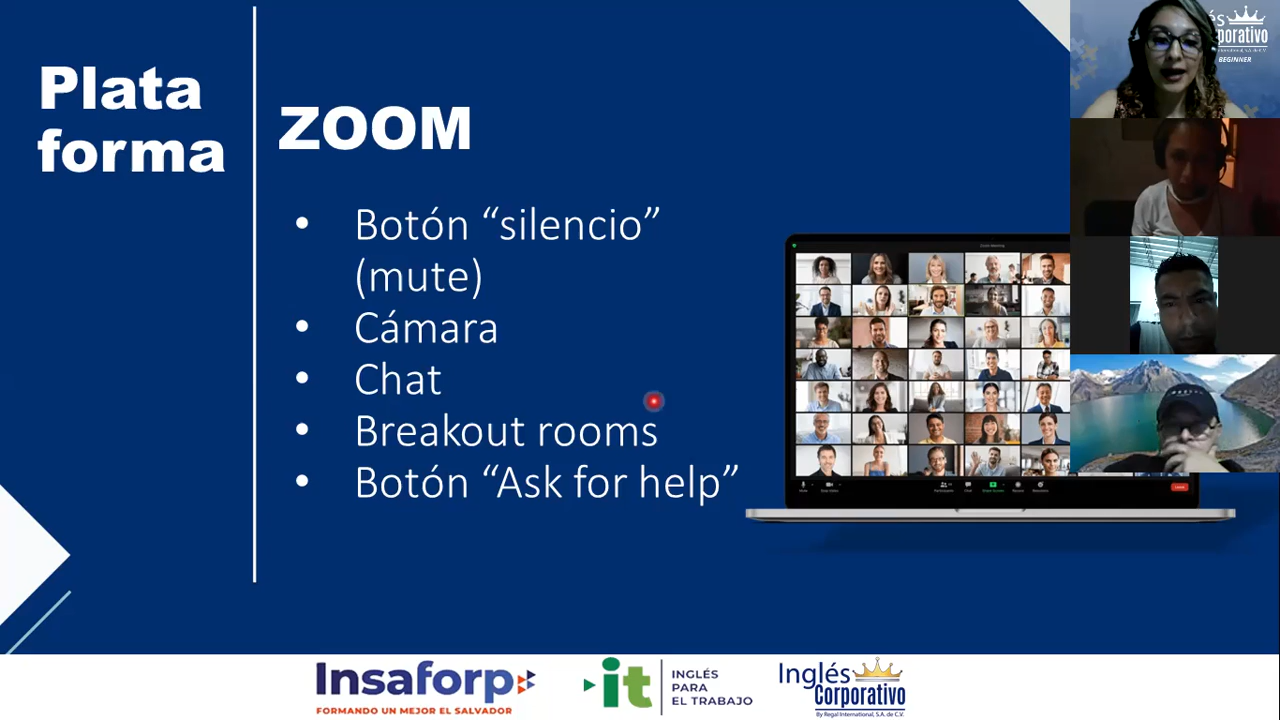 Plata
forma
ZOOM
• Botón “silencio”
(mute)
• Cámara
• Chat
• Breakout rooms
• Botón “Ask for help”
BEGINNER
Insaforp
FORMANDO UN MEJOR EL SALVADOR
it
INGLÉS
PARA
EL TRABAJO
Inglés
Corporativo
By Regal International, S.A. de C.V.